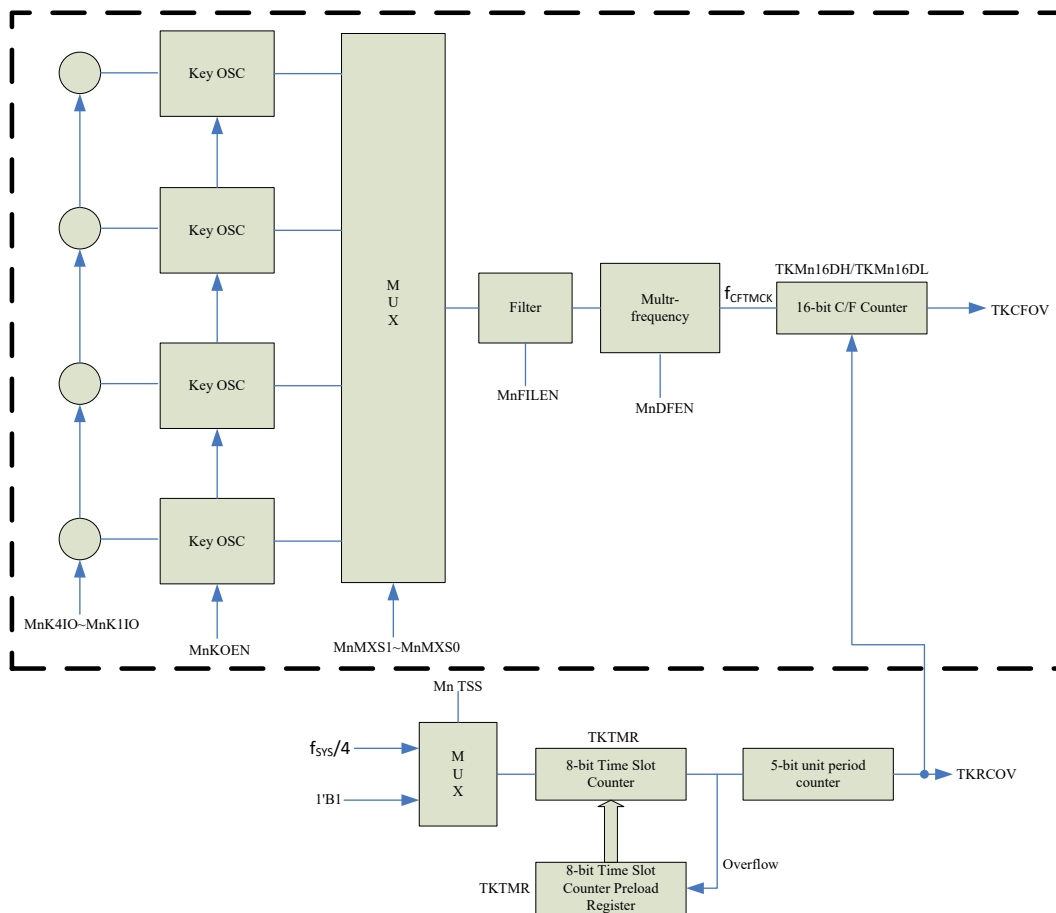 Key OSC
Key OSC
Key OSC
Key OSC
M
U
X
Filter
Multr-
frequency
fCFTMCK
TKMn16DH/TKMn16DL
16-bit C/F Counter
TKCFOV
MnFILEN
MnDFEN
MnK4IO~MnK1IO
MnKOEN
MnMXS1~MnMXS0
Mn TSS
fSYS/4
1'B1
M
U
X
TKTMR
8-bit Time Slot
Counter
5-bit unit period
counter
TKRCOV
Overflow
TKTMR
8-bit Time Slot
Counter Preload
Register